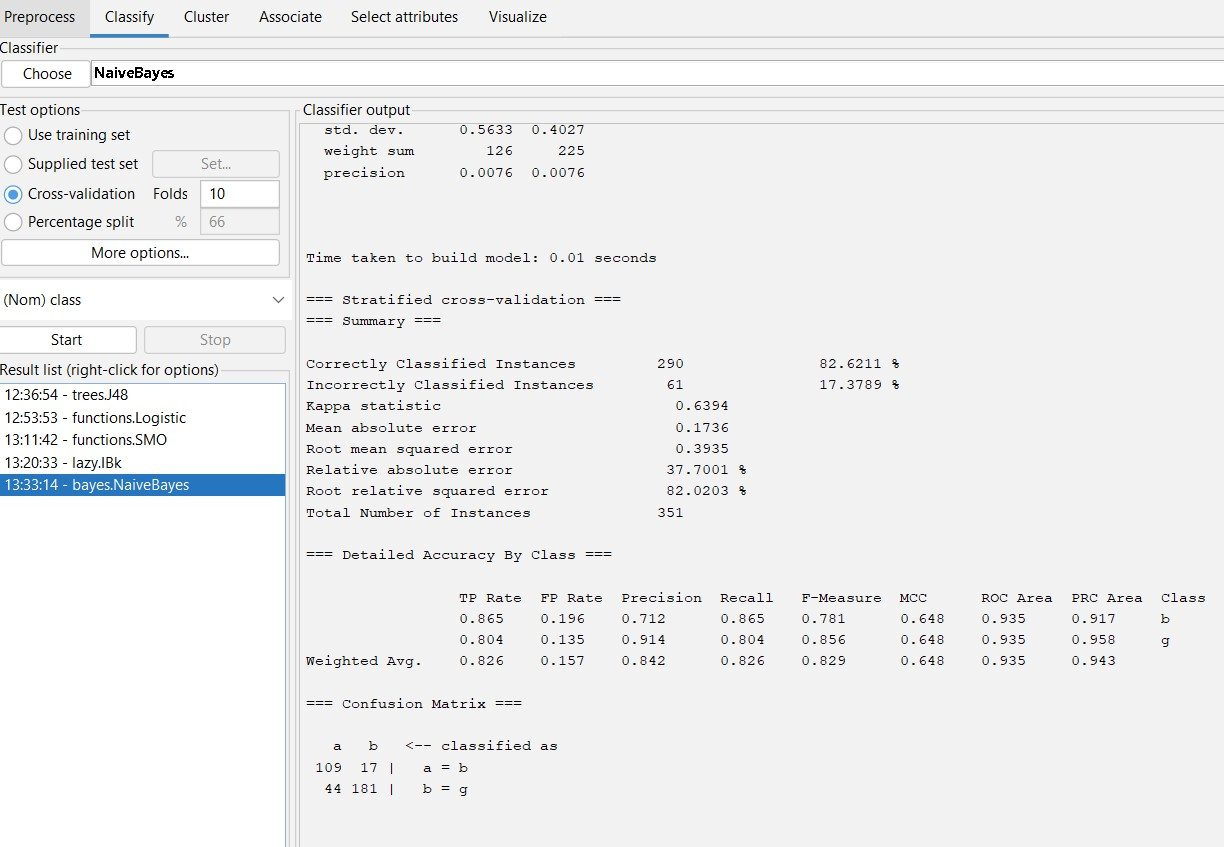 Preprocess Classify Cluster Associate Select attributes Visualize
Classifier
Choose NaiveBayes
Test options
Use training set
Supplied test set Set...
Cross-validation Folds 10
Percentage split % 66
More options...
(Nom) class
Start Stop
Result list (right-click for options)
12:36:54 - trees.J48
12:53:53 - functions.Logistic
13:11:42 - functions.SMO
13:20:33 - lazy.IBk
13:33:14 - bayes.NaiveBayes
Classifier output
std. dev. 0.5633 0.4027
weight sum 126 225
precision 0.0076 0.0076
Time taken to build model: 0.01 seconds
=== Stratified cross-validation ===
=== Summary ===
Correctly Classified Instances 290 82.6211 %
Incorrectly Classified Instances 61 17.3789 %
Kappa statistic 0.6394
Mean absolute error 0.1736
Root mean squared error 0.3935
Relative absolute error 37.7001 %
Root relative squared error 82.0203 %
Total Number of Instances 351
=== Detailed Accuracy By Class ===
TP Rate FP Rate Precision Recall F-Measure MCC ROC Area PRC Area Class
0.865 0.196 0.712 0.865 0.781 0.648 0.935 0.917 b
0.804 0.135 0.914 0.804 0.856 0.648 0.935 0.958 g
Weighted Avg. 0.826 0.157 0.842 0.826 0.829 0.648 0.935 0.943
=== Confusion Matrix ===
a b <-- classified as
109 17 | a = b
44 181 | b = g